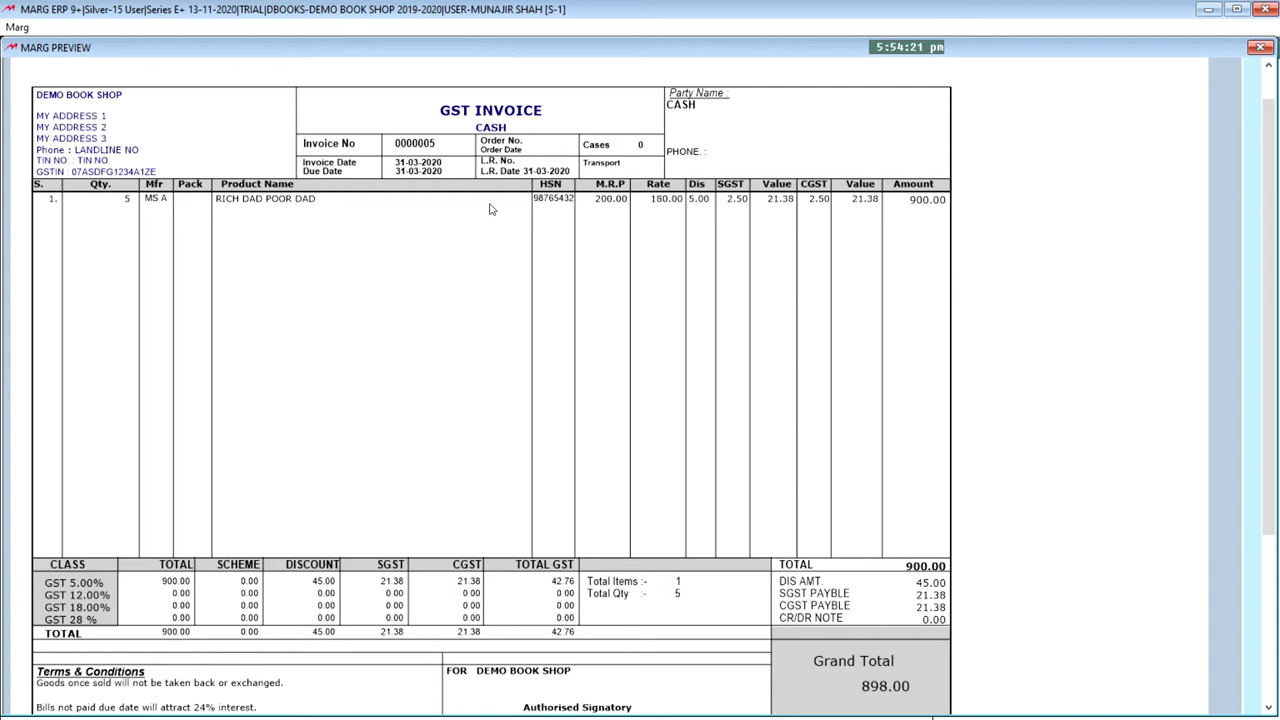 MARG ERP 9+|Silver-15 User|Series E+ 13-11-2020|TRIAL|DBOOKS-DEMO BOOK SHOP 2019-2020|USER-MUNAJIR SHAH [S-1]
Marg
MARG PREVIEW
5:54:21 pm
DEMO BOOK SHOP
MY ADDRESS 1
MY ADDRESS 2
MY ADDRESS 3
Phone : LANDLINE NO
TIN NO. : TIN NO.
GSTIN : 07ASDFG1234A1ZE
GST INVOICE
CASH
Invoice No 0000005 Order No. Order Date Cases 0
Invoice Date 31-03-2020 L.R. No. Transport
Due Date 31-03-2020 L.R. Date 31-03-2020
Party Name :
CASH
PHONE. :
S. Qty. Mfr Pack Product Name HSN M.R.P Rate Dis SGST Value CGST Value Amount
1. 5 MS A RICH DAD POOR DAD 98765432 200.00 180.00 5.00 2.50 21.38 2.50 21.38 900.00
CLASS TOTAL SCHEME DISCOUNT SGST CGST TOTAL GST
GST 5.00% 900.00 0.00 45.00 21.38 21.38 42.76
GST 12.00% 0.00 0.00 0.00 0.00 0.00 0.00
GST 18.00% 0.00 0.00 0.00 0.00 0.00 0.00
GST 28 % 0.00 0.00 0.00 0.00 0.00 0.00
TOTAL 900.00 0.00 45.00 21.38 21.38 42.76
Total Items :- 1
Total Qty :- 5
TOTAL 900.00
DIS AMT. 45.00
SGST PAYBLE 21.38
CGST PAYBLE 21.38
CR/DR NOTE 0.00
Grand Total
898.00
Terms & Conditions
Goods once sold will not be taken back or exchanged.
Bills not paid due date will attract 24% interest.
FOR DEMO BOOK SHOP
Authorised Signatory